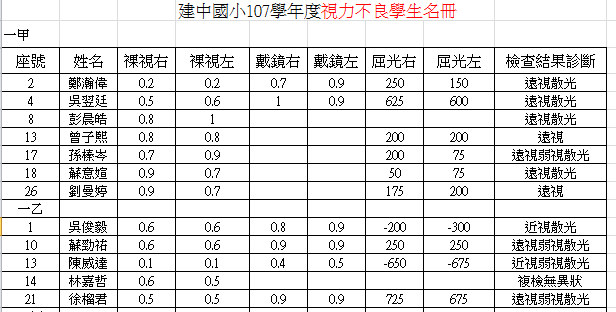 建中國小107學年度視力不良學生名冊
一甲
座號 姓名 裸視右 裸視左 戴鏡右 戴鏡左 屈光右 屈光左 檢查結果診斷
2 鄭瀚偉 0.2 0.2 0.7 0.9 250 150 遠視散光
4 吳翌廷 0.5 0.6 1 0.9 625 600 遠視散光
8 彭晨皓 0.8 1 遠視散光
13 曾子熙 0.8 0.8 200 200 遠視
17 孫榛岑 0.7 0.9 200 75 遠視弱視散光
18 蘇意媗 0.9 0.7 50 75 遠視散光
26 劉曼婷 0.9 0.7 175 200 遠視
一乙
1 吳俊毅 0.6 0.6 0.8 0.9 -200 -300 近視散光
10 蘇勁祐 0.6 0.6 0.9 0.9 250 250 遠視弱視散光
13 陳威達 0.1 0.1 0.4 0.5 -650 -675 近視弱視散光
14 林嘉哲 0.6 0.5 複檢無異狀
21 徐榴君 0.5 0.5 0.9 0.9 725 675 遠視弱視散光